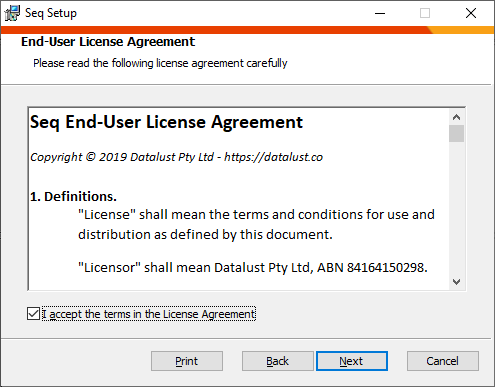 Seq Setup
End-User License Agreement
Please read the following license agreement carefully
Seq End-User License Agreement
Copyright © 2019 Datalust Pty Ltd - https://datalust.co
1. Definitions.
"License" shall mean the terms and conditions for use and
distribution as defined by this document.
"Licensor" shall mean Datalust Pty Ltd, ABN 84164150298.
I accept the terms in the License Agreement
Print Back Next Cancel